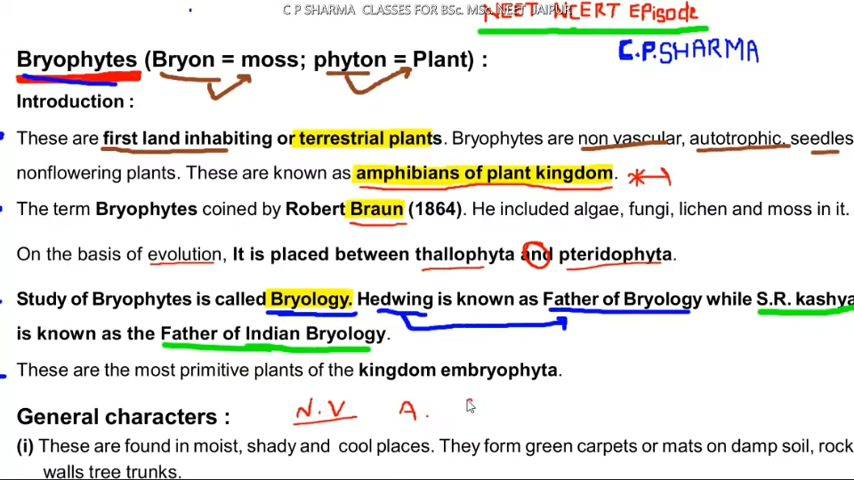 C P SHARMA CLASSES FOR BSc. MSc. NEET JAIPUR
NEET NCERT EPisode
C.P.SHARMA
Bryophytes (Bryon = moss; phyton = Plant) :
Introduction :
These are first land inhabiting or terrestrial plants. Bryophytes are non vascular, autotrophic, seedles
nonflowering plants. These are known as amphibians of plant kingdom.
The term Bryophytes coined by Robert Braun (1864). He included algae, fungi, lichen and moss in it.
On the basis of evolution, It is placed between thallophyta and pteridophyta.
Study of Bryophytes is called Bryology. Hedwing is known as Father of Bryology while S.R. kashya
is known as the Father of Indian Bryology.
These are the most primitive plants of the kingdom embryophyta.
General characters : N.V A.
(i) These are found in moist, shady and cool places. They form green carpets or mats on damp soil, rock
walls tree trunks.